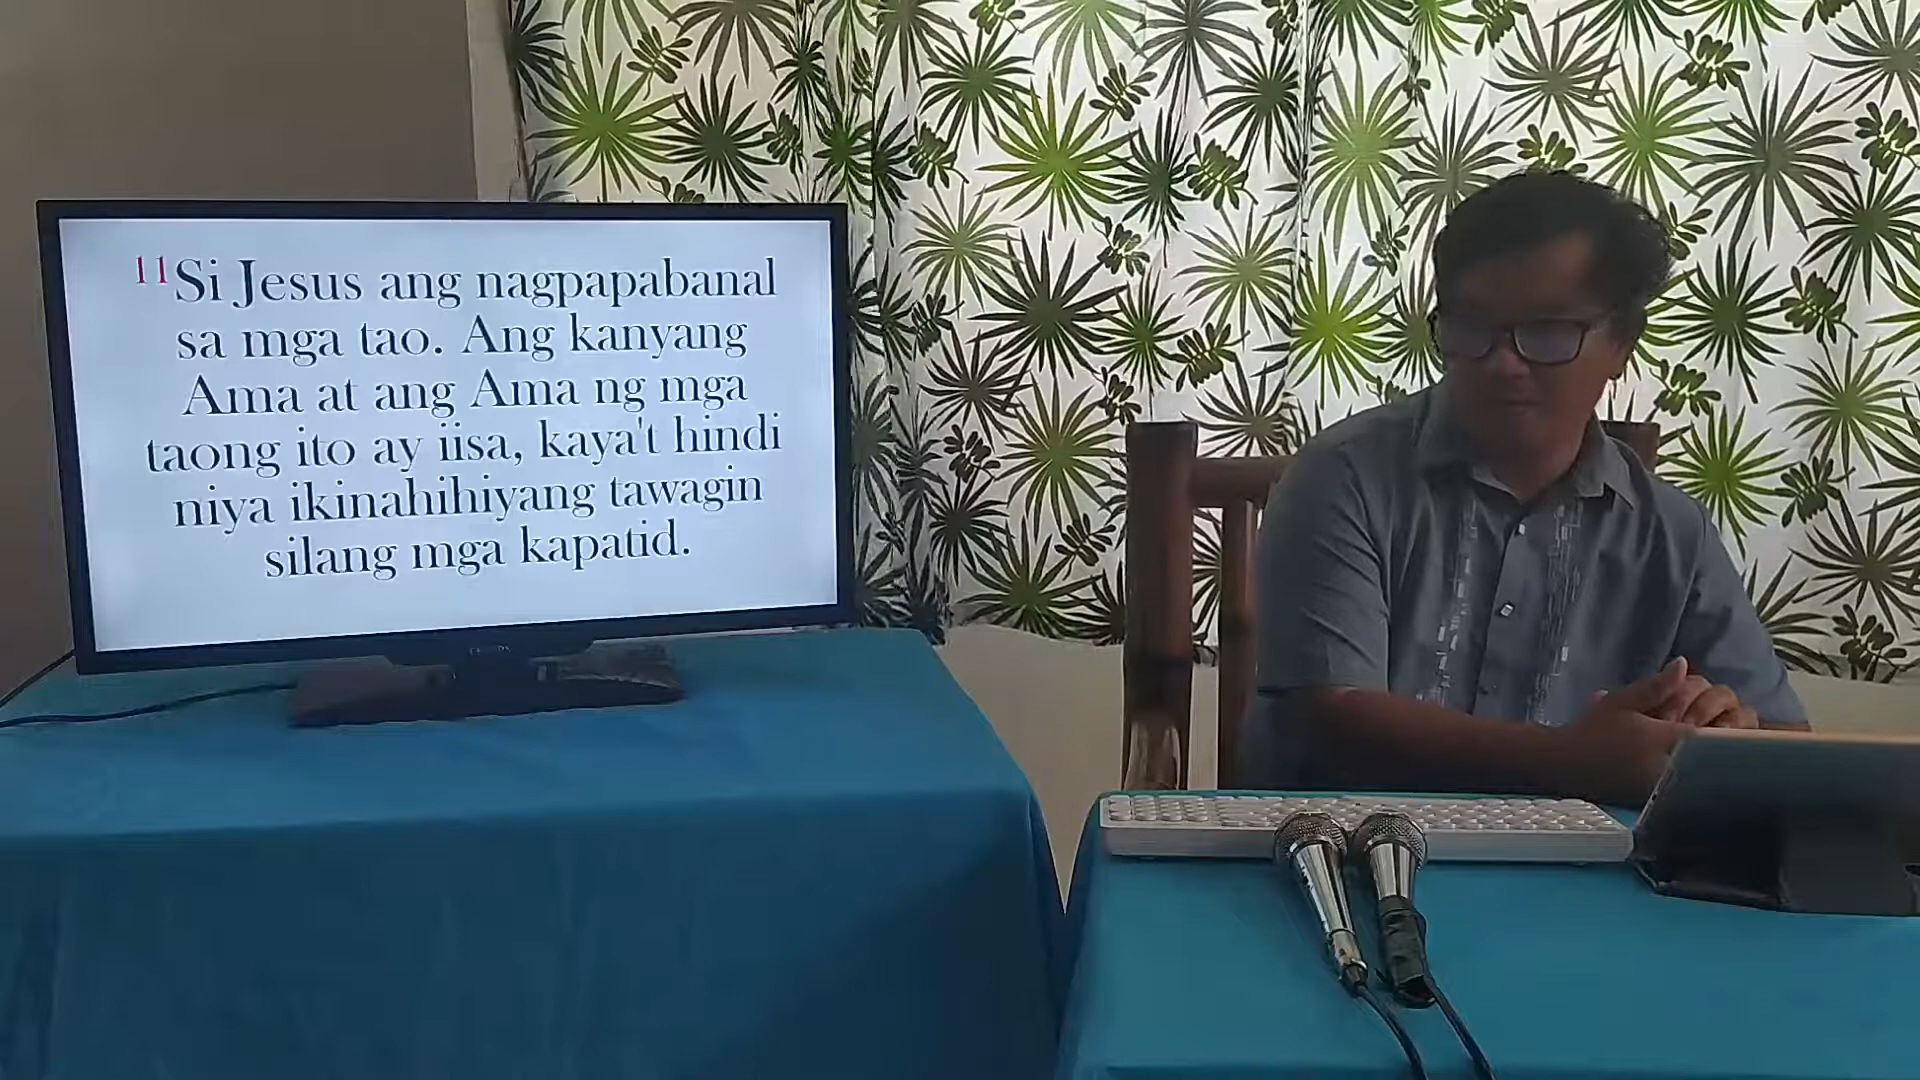 11Si Jesus ang nagpapabanal
sa mga tao. Ang kanyang
Ama at ang Ama ng mga
taong ito ay iisa, kaya't hindi
niya ikinahihiyang tawagin
silang mga kapatid.